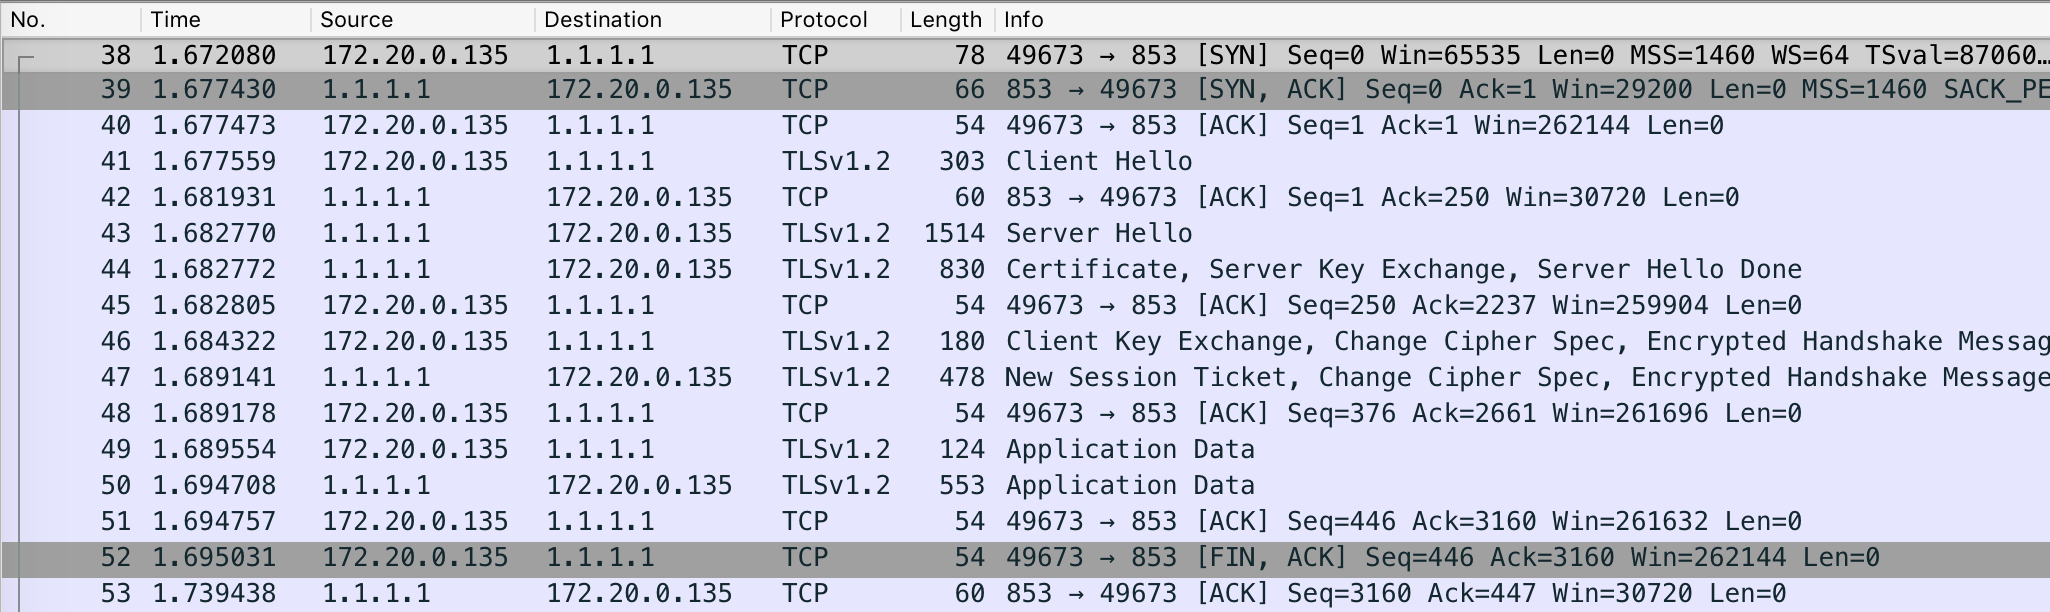 No. Time Source Destination Protocol Length Info
38 1.672080 172.20.0.135 1.1.1.1 TCP 78 49673 → 853 [SYN] Seq=0 Win=65535 Len=0 MSS=1460 WS=64 TSval=87060…
39 1.677430 1.1.1.1 172.20.0.135 TCP 66 853 → 49673 [SYN, ACK] Seq=0 Ack=1 Win=29200 Len=0 MSS=1460 SACK_PE
40 1.677473 172.20.0.135 1.1.1.1 TCP 54 49673 → 853 [ACK] Seq=1 Ack=1 Win=262144 Len=0
41 1.677559 172.20.0.135 1.1.1.1 TLSv1.2 303 Client Hello
42 1.681931 1.1.1.1 172.20.0.135 TCP 60 853 → 49673 [ACK] Seq=1 Ack=250 Win=30720 Len=0
43 1.682770 1.1.1.1 172.20.0.135 TLSv1.2 1514 Server Hello
44 1.682772 1.1.1.1 172.20.0.135 TLSv1.2 830 Certificate, Server Key Exchange, Server Hello Done
45 1.682805 172.20.0.135 1.1.1.1 TCP 54 49673 → 853 [ACK] Seq=250 Ack=2237 Win=259904 Len=0
46 1.684322 172.20.0.135 1.1.1.1 TLSv1.2 180 Client Key Exchange, Change Cipher Spec, Encrypted Handshake Messag
47 1.689141 1.1.1.1 172.20.0.135 TLSv1.2 478 New Session Ticket, Change Cipher Spec, Encrypted Handshake Message
48 1.689178 172.20.0.135 1.1.1.1 TCP 54 49673 → 853 [ACK] Seq=376 Ack=2661 Win=261696 Len=0
49 1.689554 172.20.0.135 1.1.1.1 TLSv1.2 124 Application Data
50 1.694708 1.1.1.1 172.20.0.135 TLSv1.2 553 Application Data
51 1.694757 172.20.0.135 1.1.1.1 TCP 54 49673 → 853 [ACK] Seq=446 Ack=3160 Win=261632 Len=0
52 1.695031 172.20.0.135 1.1.1.1 TCP 54 49673 → 853 [FIN, ACK] Seq=446 Ack=3160 Win=262144 Len=0
53 1.739438 1.1.1.1 172.20.0.135 TCP 60 853 → 49673 [ACK] Seq=3160 Ack=447 Win=30720 Len=0